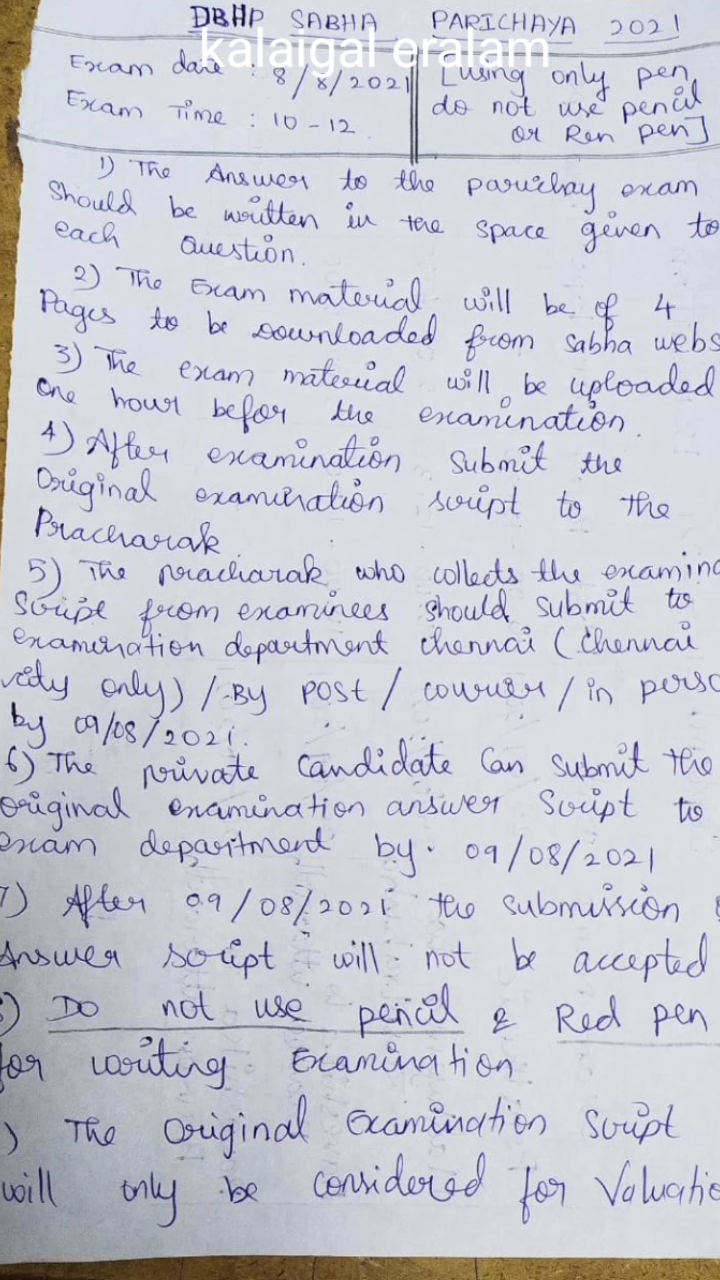 DBHP SABHA PARICHAYA 2021
kalaigal eralam
Exam date : 8/8/2021
Exam Time : 10-12
[using only pen,
do not use pencil
or Ren pen]
1) The Answer to the parichay exam
should be written in the space given to
each Question.
2) The Exam material will be of 4
Pages to be Downloaded from sabha webs
3) The exam material will be uploaded
one hour befor the examination.
4) After examination Submit the
Original examination script to the
Pracharak
5) The pracharak who collects the examina
Script from examinees should submit to
examination department chennai (chennai
city only) / By POST / courier / in perso
by 09/08/2021.
6) The private Candidate Can submit the
original examination answer Script to
exam department by. 09/08/2021
7) After 09/08/2021 the submission
Answer script will not be accepted
8) Do not use pencil & Red pen
for writing Examination
) The Original Examination Script
will only be considered for Valuatio